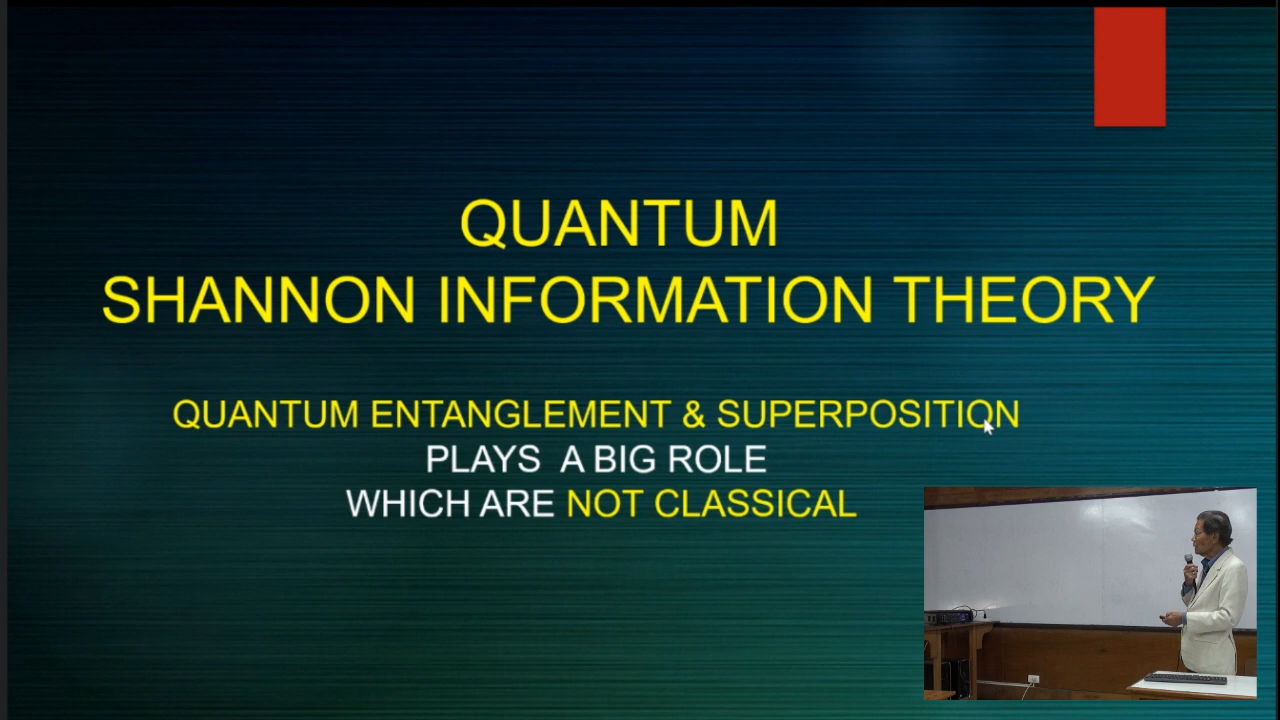 QUANTUM
SHANNON INFORMATION THEORY
QUANTUM ENTANGLEMENT & SUPERPOSITION
PLAYS A BIG ROLE
WHICH ARE NOT CLASSICAL